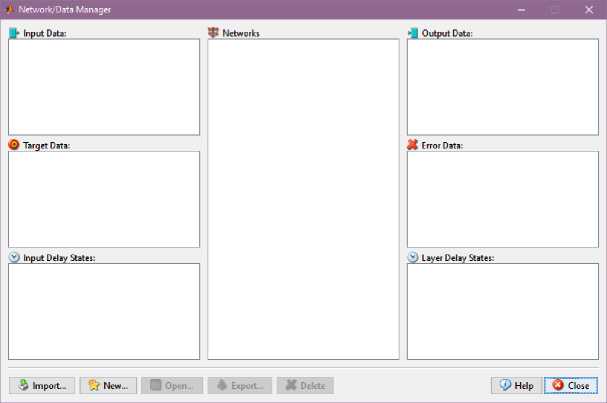 Network/Data Manager
Input Data:
Networks
Output Data:
Target Data:
Error Data:
Input Delay States:
Layer Delay States:
Import... New... Open... Export... Delete Help Close